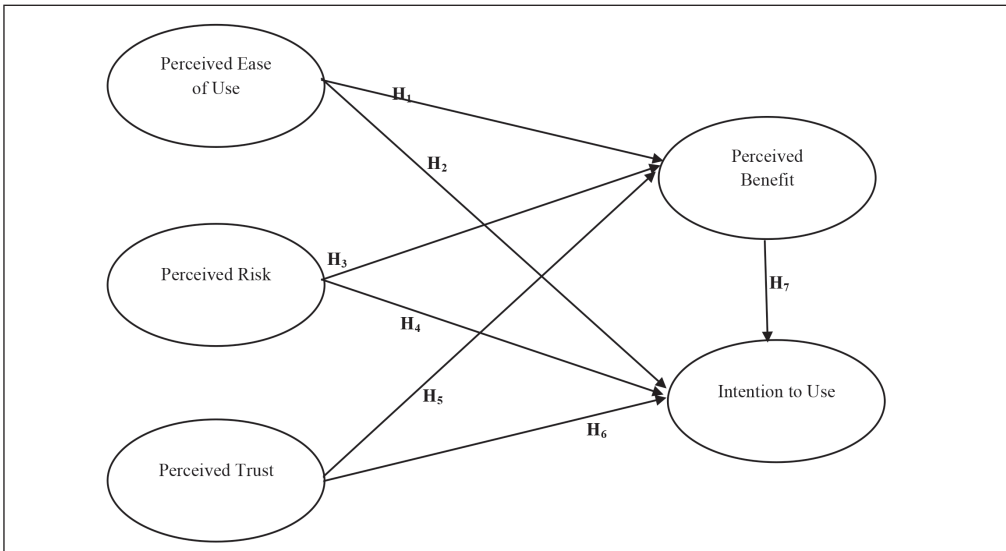 Perceived Ease
of Use
H₁
Perceived
Benefit
H₂
H₃
Perceived Risk
H₇
H₄
Intention to Use
H₅
H₆
Perceived Trust